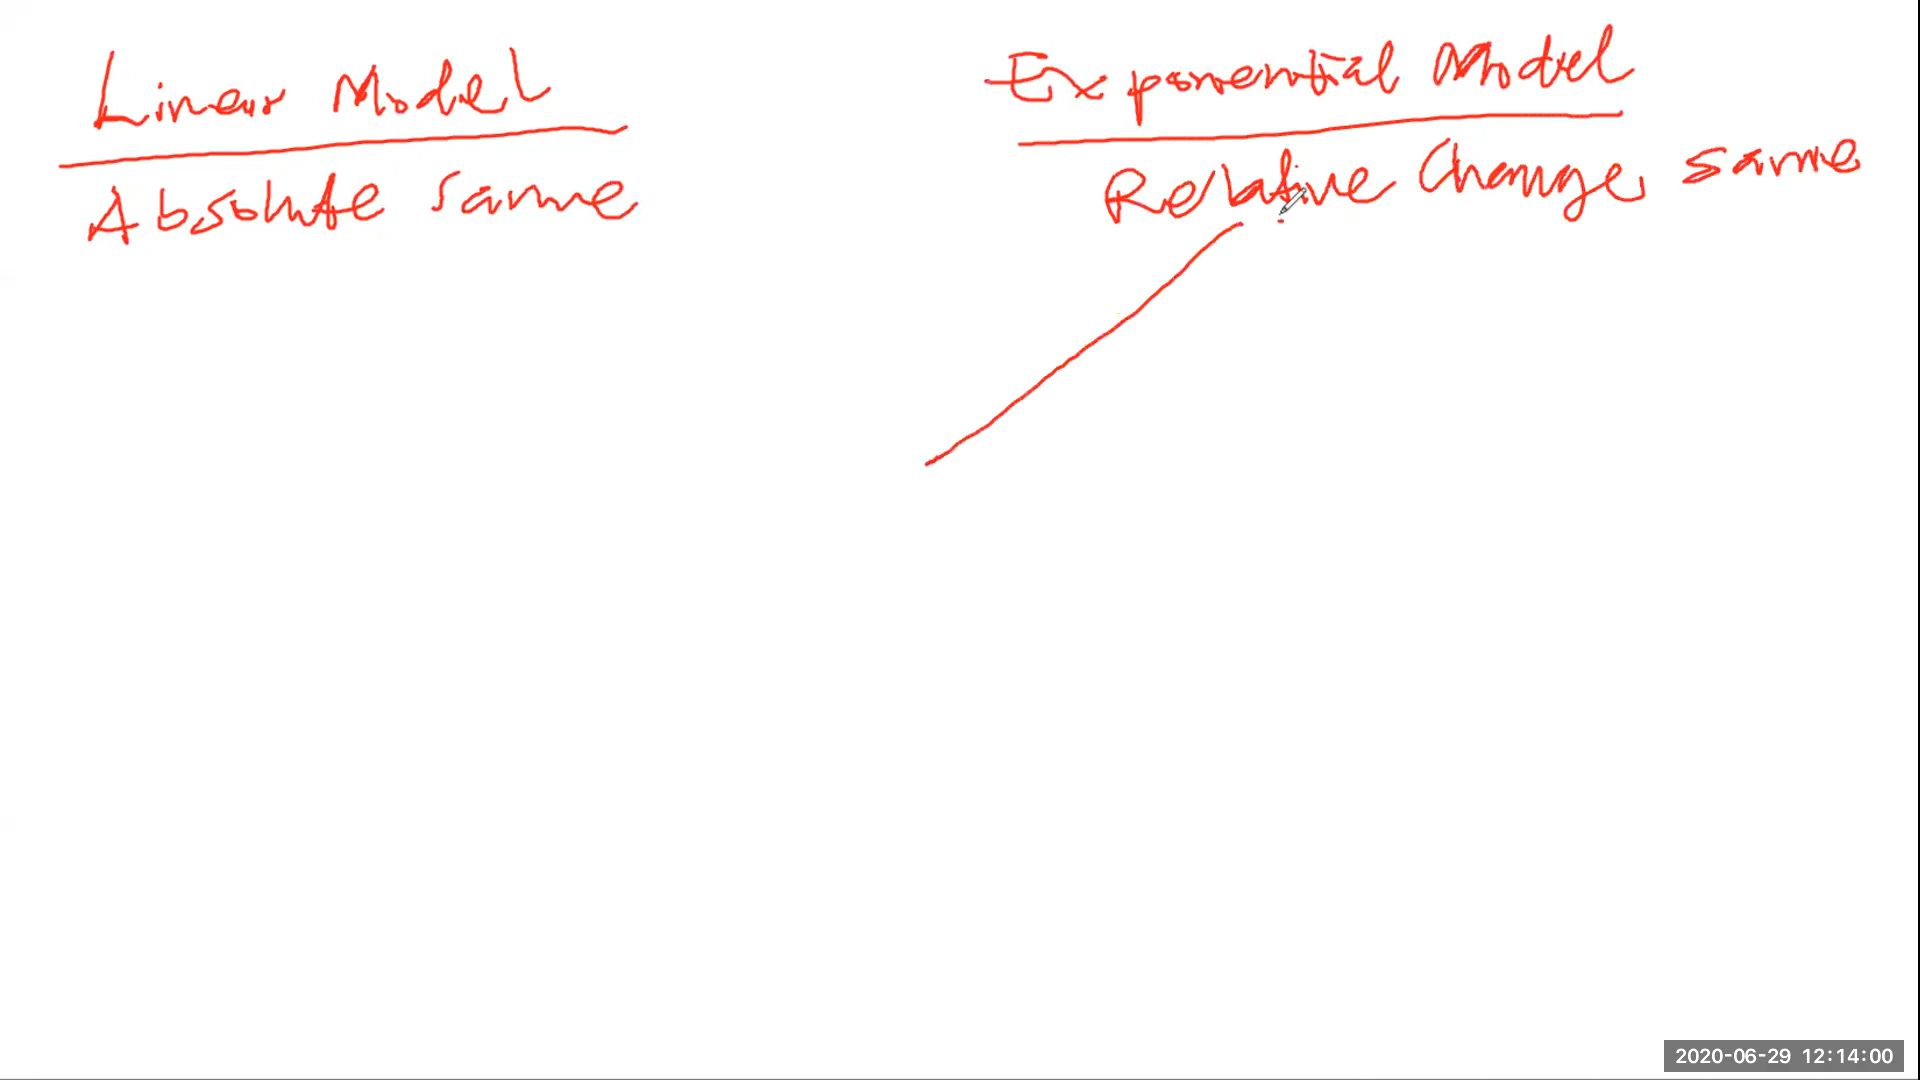 Linear Model
Absolute same
Exponential Model
Relative Change, same
2020-06-29 12:14:00